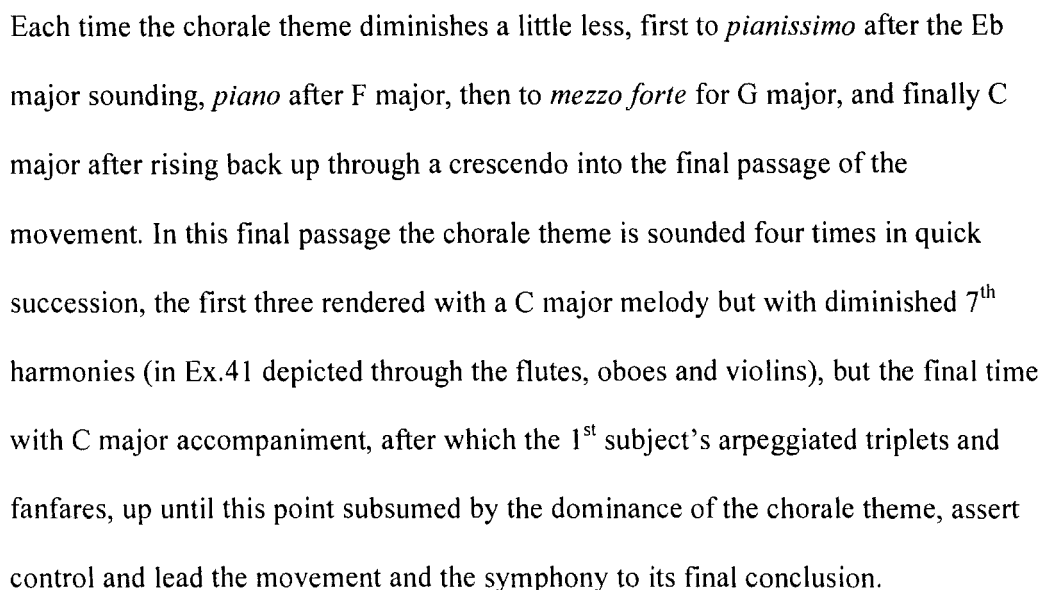 Each time the chorale theme diminishes a little less, first to pianissimo after the Eb
major sounding, piano after F major, then to mezzo forte for G major, and finally C
major after rising back up through a crescendo into the final passage of the
movement. In this final passage the chorale theme is sounded four times in quick
succession, the first three rendered with a C major melody but with diminished 7th
harmonies (in Ex.41 depicted through the flutes, oboes and violins), but the final time
with C major accompaniment, after which the 1st subject's arpeggiated triplets and
fanfares, up until this point subsumed by the dominance of the chorale theme, assert
control and lead the movement and the symphony to its final conclusion.